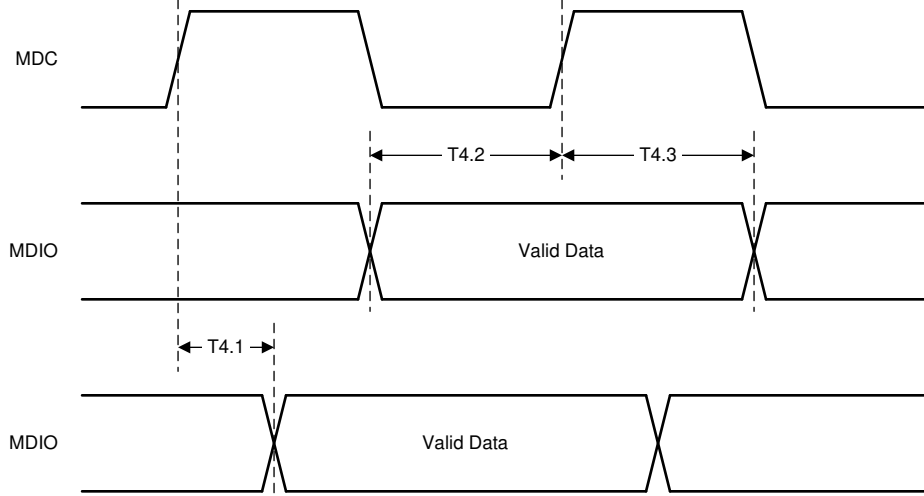 MDC
T4.2
T4.3
MDIO
Valid Data
T4.1
MDIO
Valid Data